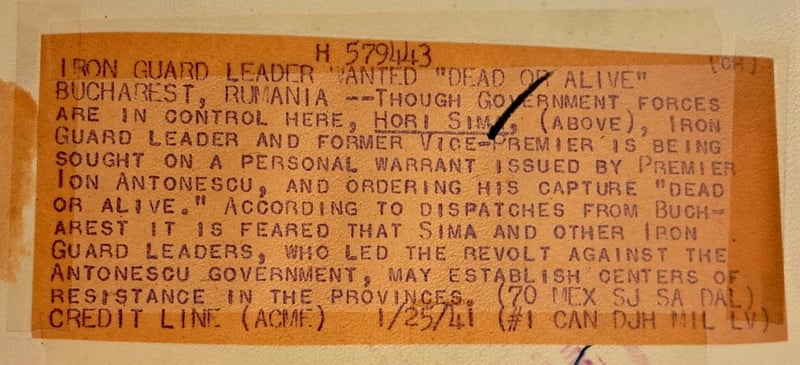 H 579443
(CH)
IRON GUARD LEADER WANTED "DEAD OR ALIVE"
BUCHAREST, RUMANIA --THOUGH GOVERNMENT FORCES
ARE IN CONTROL HERE, HORI SIMA, (ABOVE), IRON
GUARD LEADER AND FORMER VICE-PREMIER IS BEING
SOUGHT ON A PERSONAL WARRANT ISSUED BY PREMIER
ION ANTONESCU, AND ORDERING HIS CAPTURE "DEAD
OR ALIVE." ACCORDING TO DISPATCHES FROM BUCH-
AREST IT IS FEARED THAT SIMA AND OTHER IRON
GUARD LEADERS, WHO LED THE REVOLT AGAINST THE
ANTONESCU GOVERNMENT, MAY ESTABLISH CENTERS OF
RESISTANCE IN THE PROVINCES. (70 MEX SJ SA DAL)
CREDIT LINE (ACME) 1/25/41 (#1 CAN DJH MIL LV)